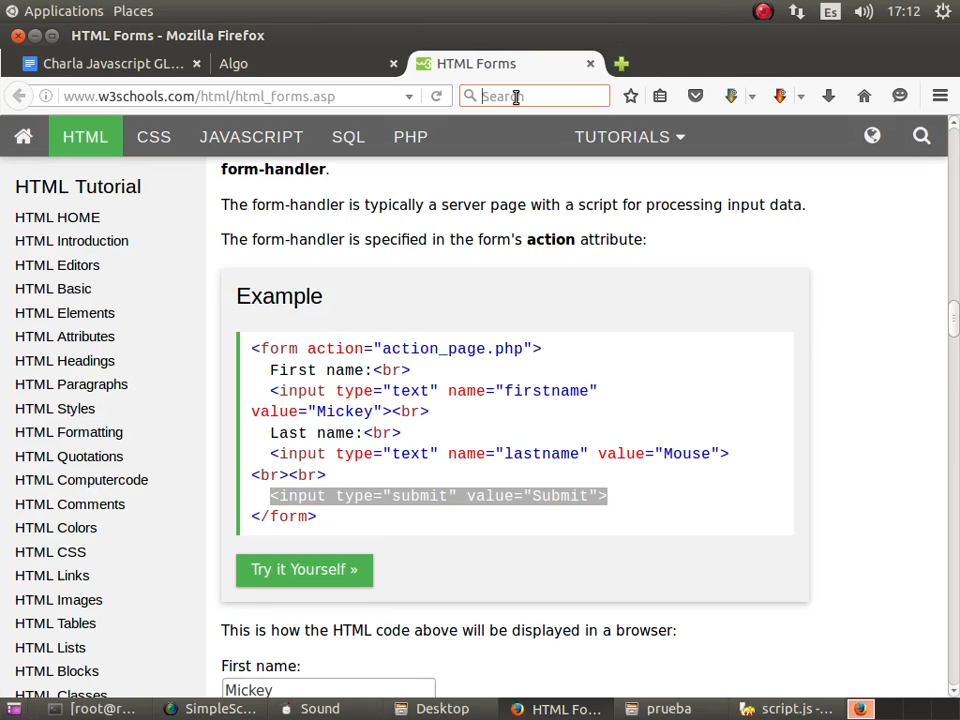 Applications Places Es 17:12
HTML Forms - Mozilla Firefox
Charla Javascript GL... × Algo × w3 HTML Forms ×
www.w3schools.com/html/html_forms.asp Search
HTML CSS JAVASCRIPT SQL PHP TUTORIALS
HTML Tutorial
HTML HOME
HTML Introduction
HTML Editors
HTML Basic
HTML Elements
HTML Attributes
HTML Headings
HTML Paragraphs
HTML Styles
HTML Formatting
HTML Quotations
HTML Computercode
HTML Comments
HTML Colors
HTML CSS
HTML Links
HTML Images
HTML Tables
HTML Lists
HTML Blocks
HTML Classes
form-handler.
The form-handler is typically a server page with a script for processing input data.
The form-handler is specified in the form's action attribute:
Example
<form action="action_page.php">
First name:<br>
<input type="text" name="firstname"
value="Mickey"><br>
Last name:<br>
<input type="text" name="lastname" value="Mouse">
<br><br>
<input type="submit" value="Submit">
</form>
Try it Yourself »
This is how the HTML code above will be displayed in a browser:
First name:
Mickey
[root@r... SimpleSc... Sound Desktop HTML Fo... prueba script.js -...